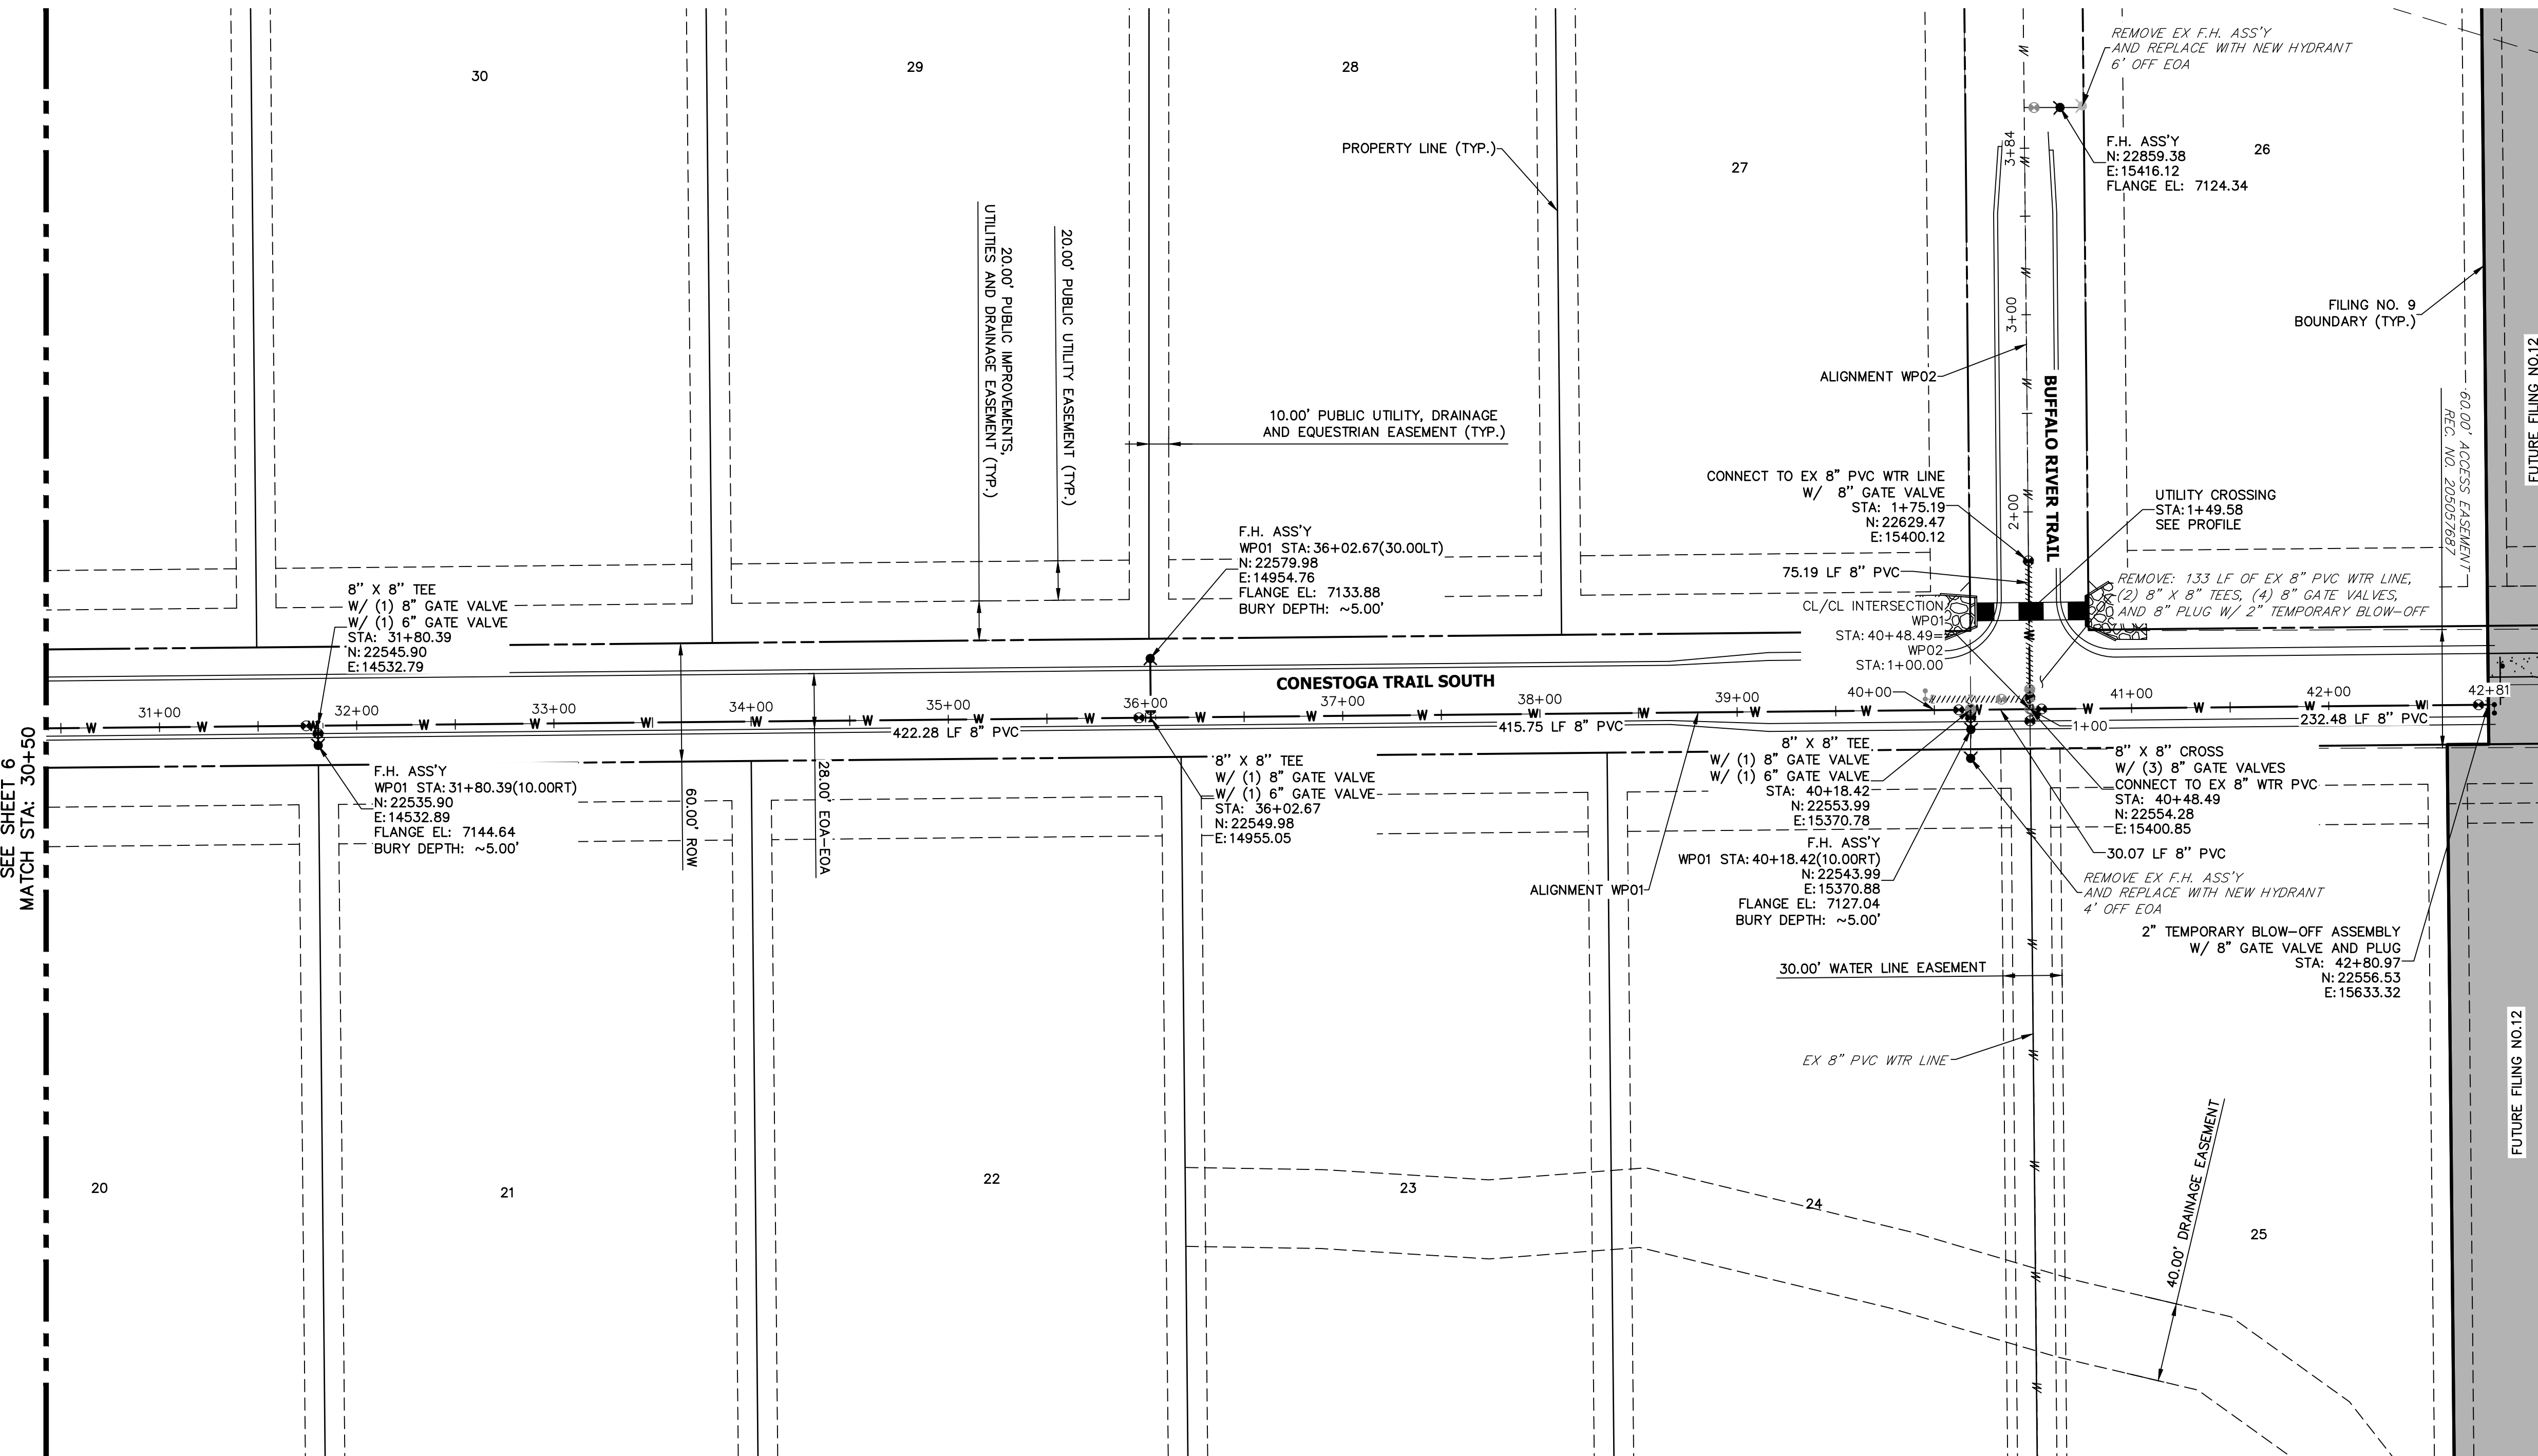 SEE SHEET 6
MATCH STA: 30+50
30
29
28
27
26
REMOVE EX F.H. ASS'Y
AND REPLACE WITH NEW HYDRANT
6' OFF EOA
F.H. ASS'Y
N: 22859.38
E: 15416.12
FLANGE EL: 7124.34
PROPERTY LINE (TYP.)
20.00' PUBLIC IMPROVEMENTS,
UTILITIES AND DRAINAGE EASEMENT (TYP.)
20.00' PUBLIC UTILITY EASEMENT (TYP.)
10.00' PUBLIC UTILITY, DRAINAGE
AND EQUESTRIAN EASEMENT (TYP.)
3+84
3+00
2+00
ALIGNMENT WP02
BUFFALO RIVER TRAIL
FILING NO. 9
BOUNDARY (TYP.)
FUTURE FILING NO.12
60.00' ACCESS EASEMENT
REC. NO. 205057687
CONNECT TO EX 8" PVC WTR LINE
W/ 8" GATE VALVE
STA: 1+75.19
N: 22629.47
E: 15400.12
UTILITY CROSSING
STA: 1+49.58
SEE PROFILE
75.19 LF 8" PVC
REMOVE: 133 LF OF EX 8" PVC WTR LINE,
(2) 8" X 8" TEES, (4) 8" GATE VALVES,
AND 8" PLUG W/ 2" TEMPORARY BLOW-OFF
CL/CL INTERSECTION
WP01
STA: 40+48.49=
WP02
STA: 1+00.00
F.H. ASS'Y
WP01 STA: 36+02.67(30.00LT)
N: 22579.98
E: 14954.76
FLANGE EL: 7133.88
BURY DEPTH: ~5.00'
8" X 8" TEE
W/ (1) 8" GATE VALVE
W/ (1) 6" GATE VALVE
STA: 31+80.39
N: 22545.90
E: 14532.79
CONESTOGA TRAIL SOUTH
31+00
32+00
33+00
34+00
35+00
36+00
37+00
38+00
39+00
40+00
41+00
42+00
42+81
W W W W W W W W W W W W W W W W W W W W W W
1+00
422.28 LF 8" PVC
415.75 LF 8" PVC
232.48 LF 8" PVC
F.H. ASS'Y
WP01 STA: 31+80.39(10.00RT)
N: 22535.90
E: 14532.89
FLANGE EL: 7144.64
BURY DEPTH: ~5.00'
60.00' ROW
28.00' EOA-EOA
8" X 8" TEE
W/ (1) 8" GATE VALVE
W/ (1) 6" GATE VALVE
STA: 36+02.67
N: 22549.98
E: 14955.05
8" X 8" TEE
W/ (1) 8" GATE VALVE
W/ (1) 6" GATE VALVE
STA: 40+18.42
N: 22553.99
E: 15370.78
8" X 8" CROSS
W/ (3) 8" GATE VALVES
CONNECT TO EX 8" WTR PVC
STA: 40+48.49
N: 22554.28
E: 15400.85
F.H. ASS'Y
WP01 STA: 40+18.42(10.00RT)
N: 22543.99
E: 15370.88
FLANGE EL: 7127.04
BURY DEPTH: ~5.00'
30.07 LF 8" PVC
REMOVE EX F.H. ASS'Y
AND REPLACE WITH NEW HYDRANT
4' OFF EOA
ALIGNMENT WP01
2" TEMPORARY BLOW-OFF ASSEMBLY
W/ 8" GATE VALVE AND PLUG
STA: 42+80.97
N: 22556.53
E: 15633.32
30.00' WATER LINE EASEMENT
EX 8" PVC WTR LINE
40.00' DRAINAGE EASEMENT
FUTURE FILING NO.12
20
21
22
23
24
25